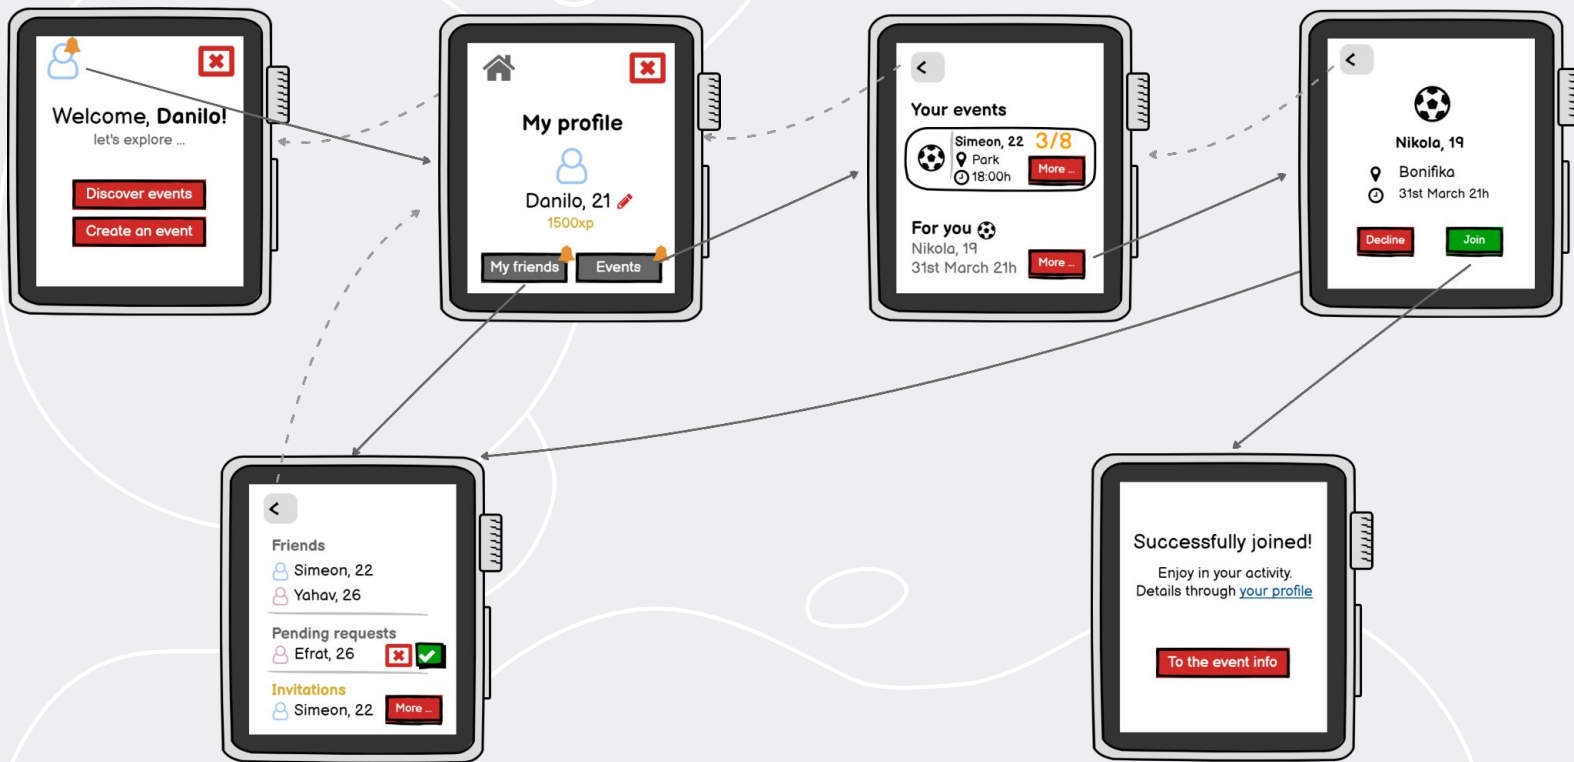 Welcome, Danilo!
let's explore ...
Discover events
Create an event
My profile
Danilo, 21
1500xp
My friends
Events
<
Your events
Simeon, 22 3/8
Park
18:00h
More ...
For you
Nikola, 19
31st March 21h
More ...
<
Nikola, 19
Bonifika
31st March 21h
Decline
Join
<
Friends
Simeon, 22
Yahav, 26
Pending requests
Efrat, 26
Invitations
Simeon, 22
More ...
Successfully joined!
Enjoy in your activity.
Details through your profile
To the event info